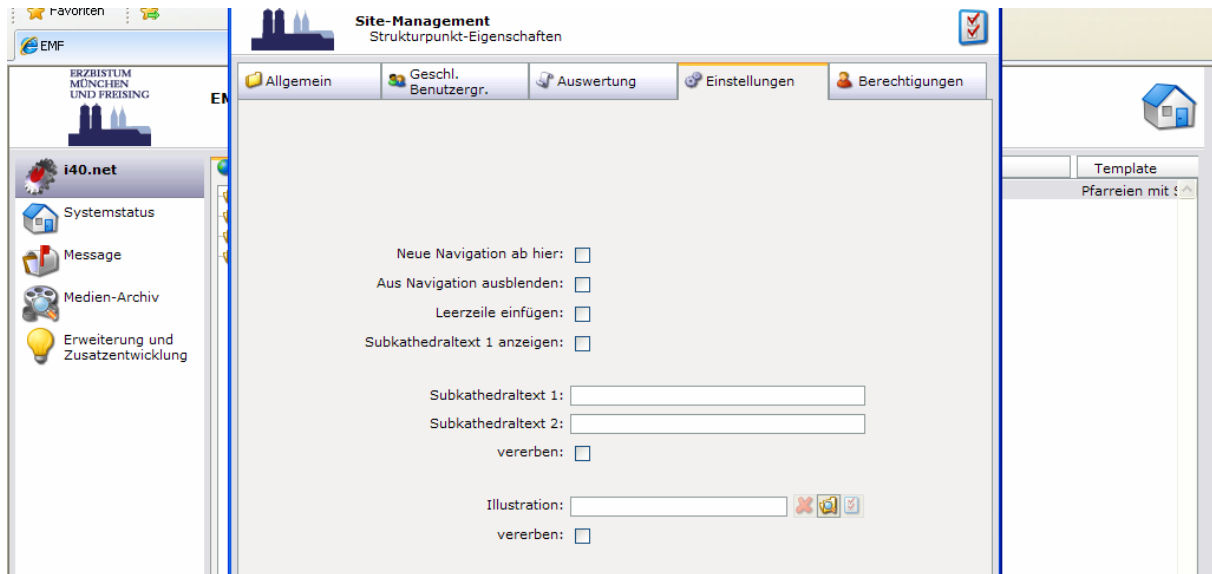 Favoriten
EMF
ERZBISTUM
MÜNCHEN
UND FREISING
i40.net
Systemstatus
Message
Medien-Archiv
Erweiterung und
Zusatzentwicklung
Site-Management
Strukturpunkt-Eigenschaften
Allgemein
Geschl.
Benutzergr.
Auswertung
Einstellungen
Berechtigungen
Neue Navigation ab hier:
Aus Navigation ausblenden:
Leerzeile einfügen:
Subkathedraltext 1 anzeigen:
Subkathedraltext 1:
Subkathedraltext 2:
vererben:
Illustration:
vererben:
Template
Pfarreien mit